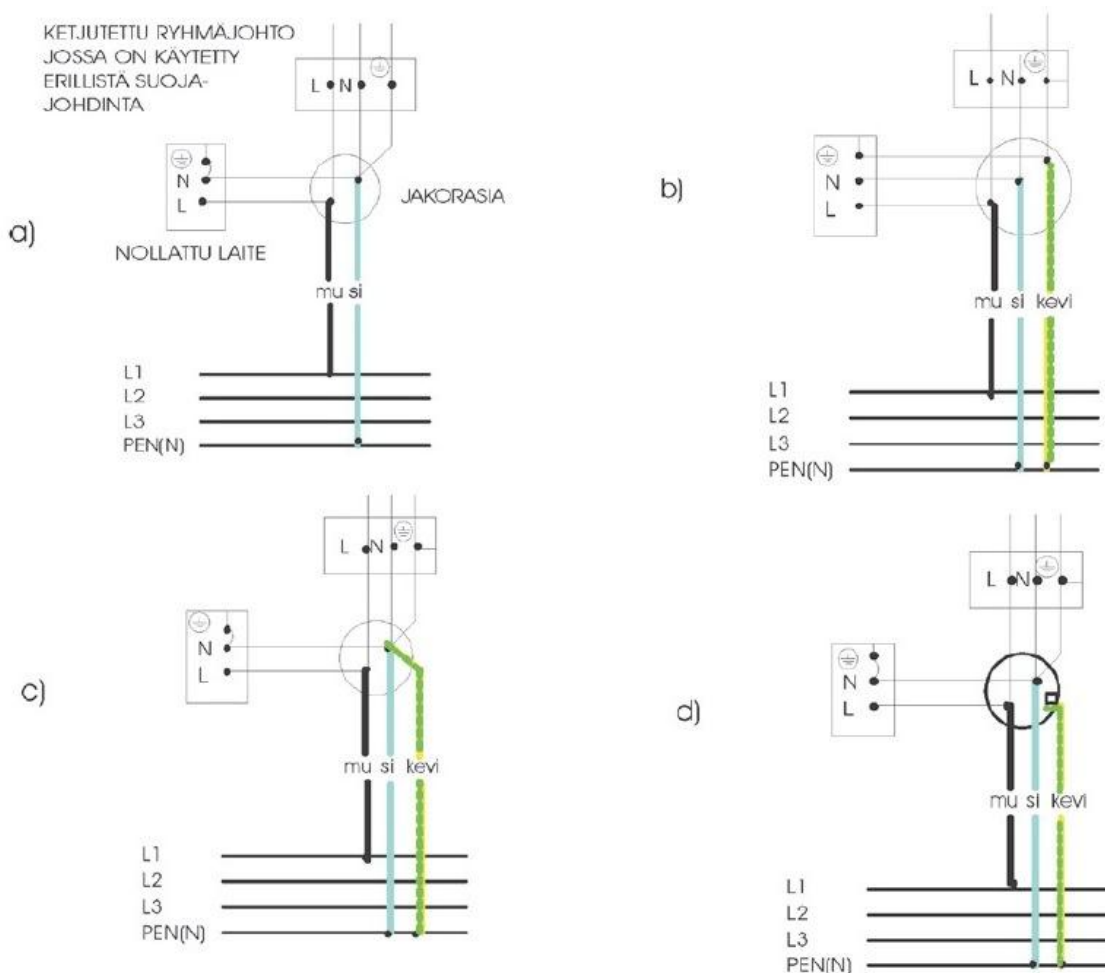 KETJUTETTU RYHMÄJOHTO
JOSSA ON KÄYTETTY
ERILLISTÄ SUOJA-
JOHDINTA
L N
N
L
JAKORASIA
a)
NOLLATTU LAITE
mu si
L1
L2
L3
PEN(N)
L N
b)
N
L
mu si kevi
L1
L2
L3
PEN(N)
L N
N
L
c)
mu si kevi
L1
L2
L3
PEN(N)
L N
N
L
d)
mu si kevi
L1
L2
L3
PEN(N)